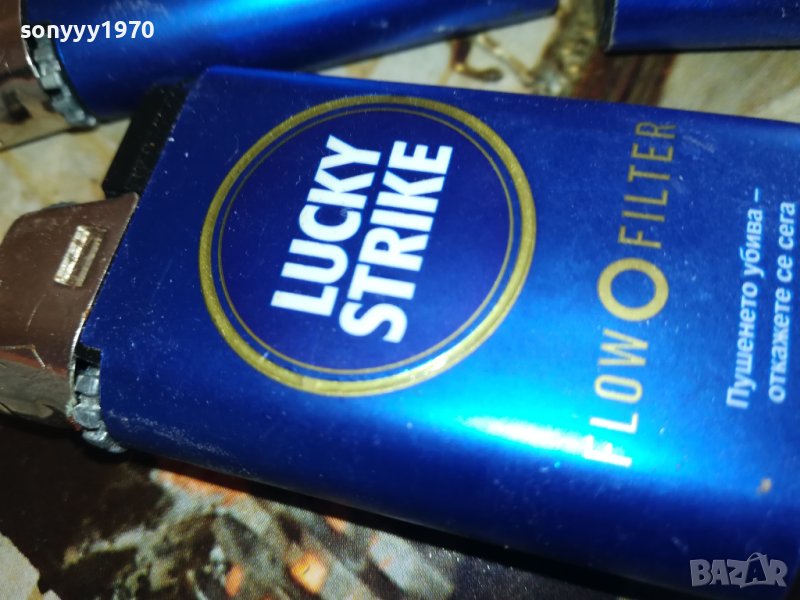 sonyyy1970
LUCKY
STRIKE
FLOW FILTER
Пушенето убива –
откажете се сега
BAZAR